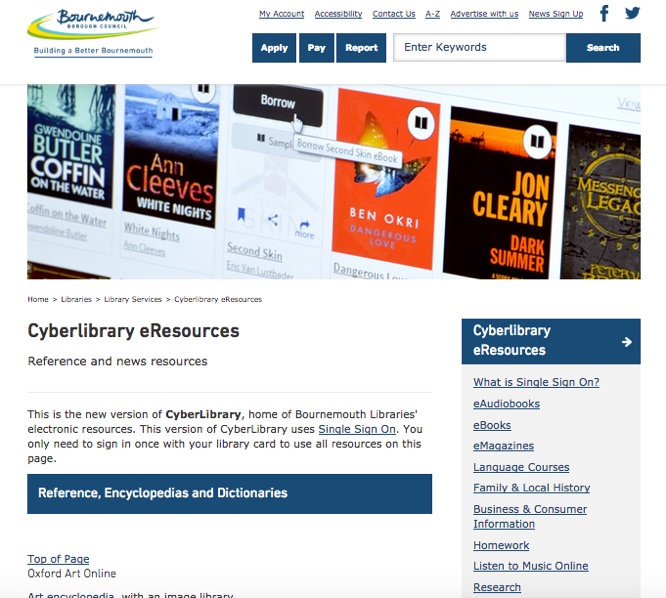 Bournemouth
BOROUGH COUNCIL
Building a Better Bournemouth
My Account Accessibility Contact Us A-Z Advertise with us News Sign Up
Apply Pay Report Enter Keywords Search
GWENDOLINE
BUTLER
COFFIN
ON THE WATER
Coffin on the Water
Gwendoline Butler
Ann
Cleeves
WHITE NIGHTS
White Nights
Ann Cleeves
Borrow
Borrow Second Skin eBook
more
Second Skin
Eric Van Lustbader
BEN OKRI
DANGEROUS
LOVE
Dangerous Love
JON
CLEARY
DARK
SUMMER
View
Home > Libraries > Library Services > Cyberlibrary eResources
Cyberlibrary eResources
Reference and news resources
This is the new version of CyberLibrary, home of Bournemouth Libraries'
electronic resources. This version of CyberLibrary uses Single Sign On. You
only need to sign in once with your library card to use all resources on this
page.
Reference, Encyclopedias and Dictionaries
Top of Page
Oxford Art Online
Art encyclopedia, with an image library
Cyberlibrary
eResources
What is Single Sign On?
eAudiobooks
eBooks
eMagazines
Language Courses
Family & Local History
Business & Consumer
Information
Homework
Listen to Music Online
Research